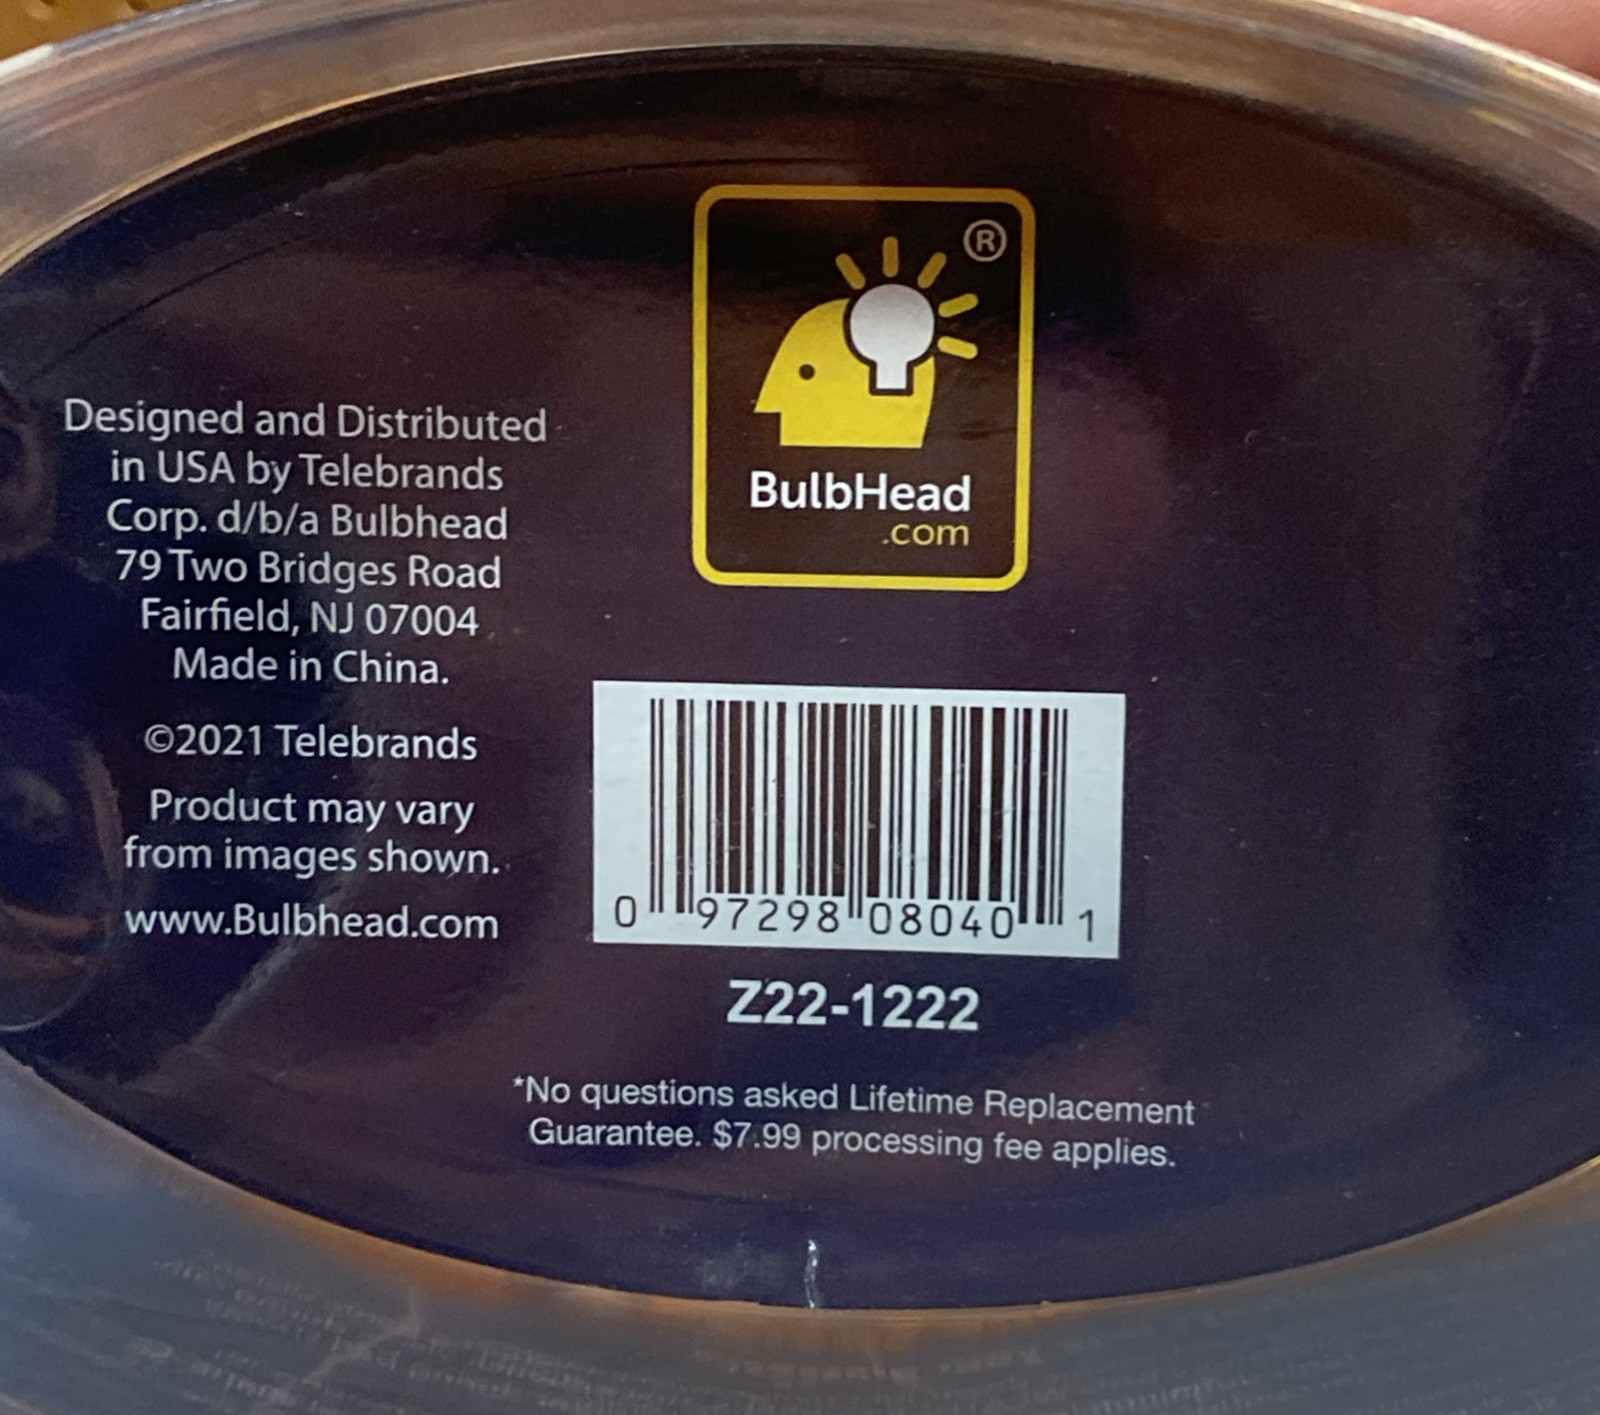 ®
BulbHead
.com
Designed and Distributed
in USA by Telebrands
Corp. d/b/a Bulbhead
79 Two Bridges Road
Fairfield, NJ 07004
Made in China.
©2021 Telebrands
Product may vary
from images shown.
www.Bulbhead.com
0 97298 08040 1
Z22-1222
*No questions asked Lifetime Replacement
Guarantee. $7.99 processing fee applies.